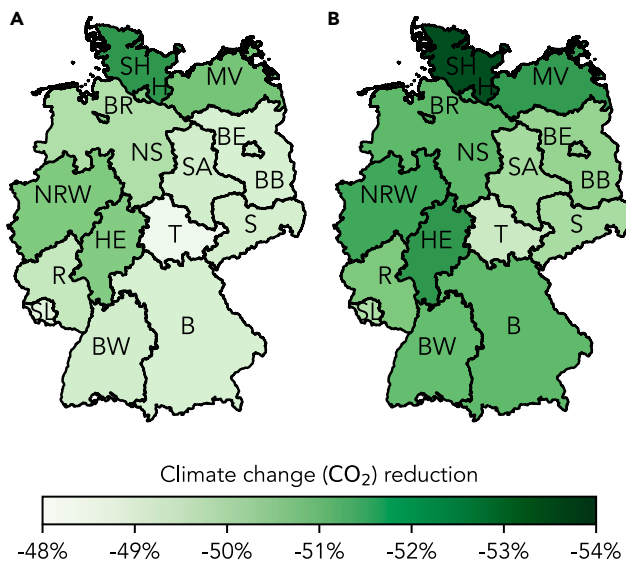 A
B
SH
H
MV
BR
BE
NS
SA
BB
NRW
HE
T
S
R
SL
B
BW
SH
H
MV
BR
BE
NS
SA
BB
NRW
HE
T
S
R
SL
B
BW
Climate change (CO₂) reduction
-48% -49% -50% -51% -52% -53% -54%